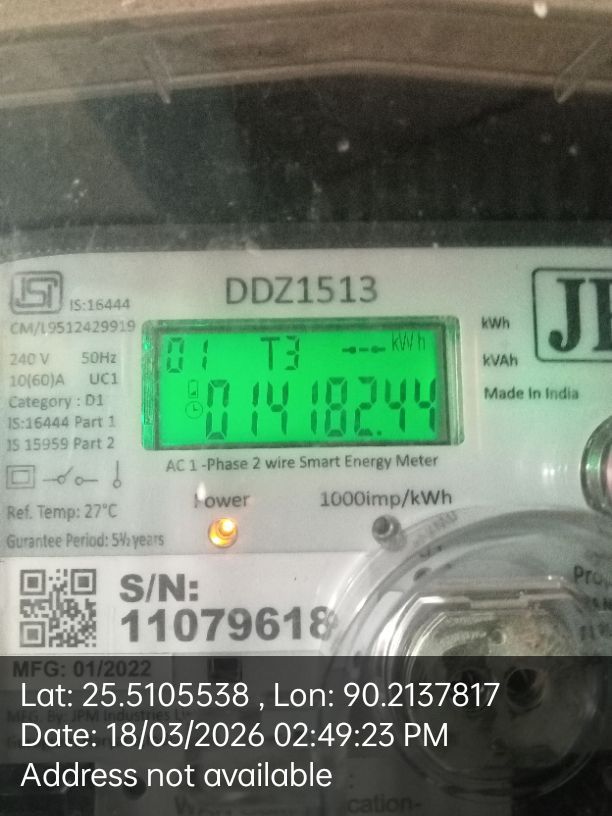 DDZ1513
IS:16444
CM/L9512429919
240 V 50Hz
10(60)A UC1
Category : D1
IS:16444 Part 1
IS 15959 Part 2
01 T3 kWh
0141182.44
kWh
kVAh
Made In India
AC 1 -Phase 2 wire Smart Energy Meter
Ref. Temp: 27°C
Gurantee Period: 5½ years
Power 1000imp/kWh
S/N:
11079618
MFG: 01/2022
Lat: 25.5105538 , Lon: 90.2137817
Date: 18/03/2026 02:49:23 PM
Address not available